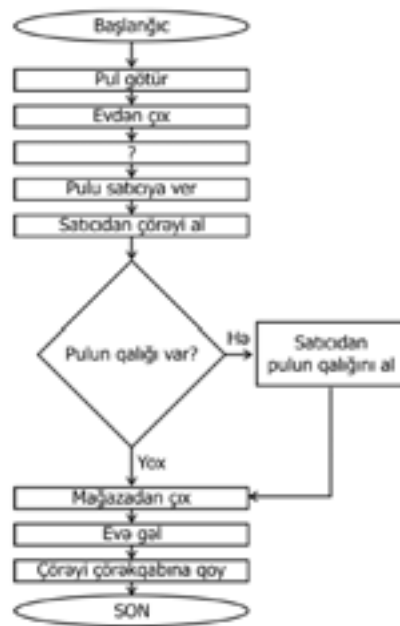 Başlanğıc
Pul götür
Evdən çıx
?
Pulu satıcıya ver
Satıcıdan çörəyi al
Pulun qalığı var?
Hə
Satıcıdan
pulun qalığını al
Yox
Mağazadan çıx
Evə gəl
Çörəyi çörəkqabına qoy
SON